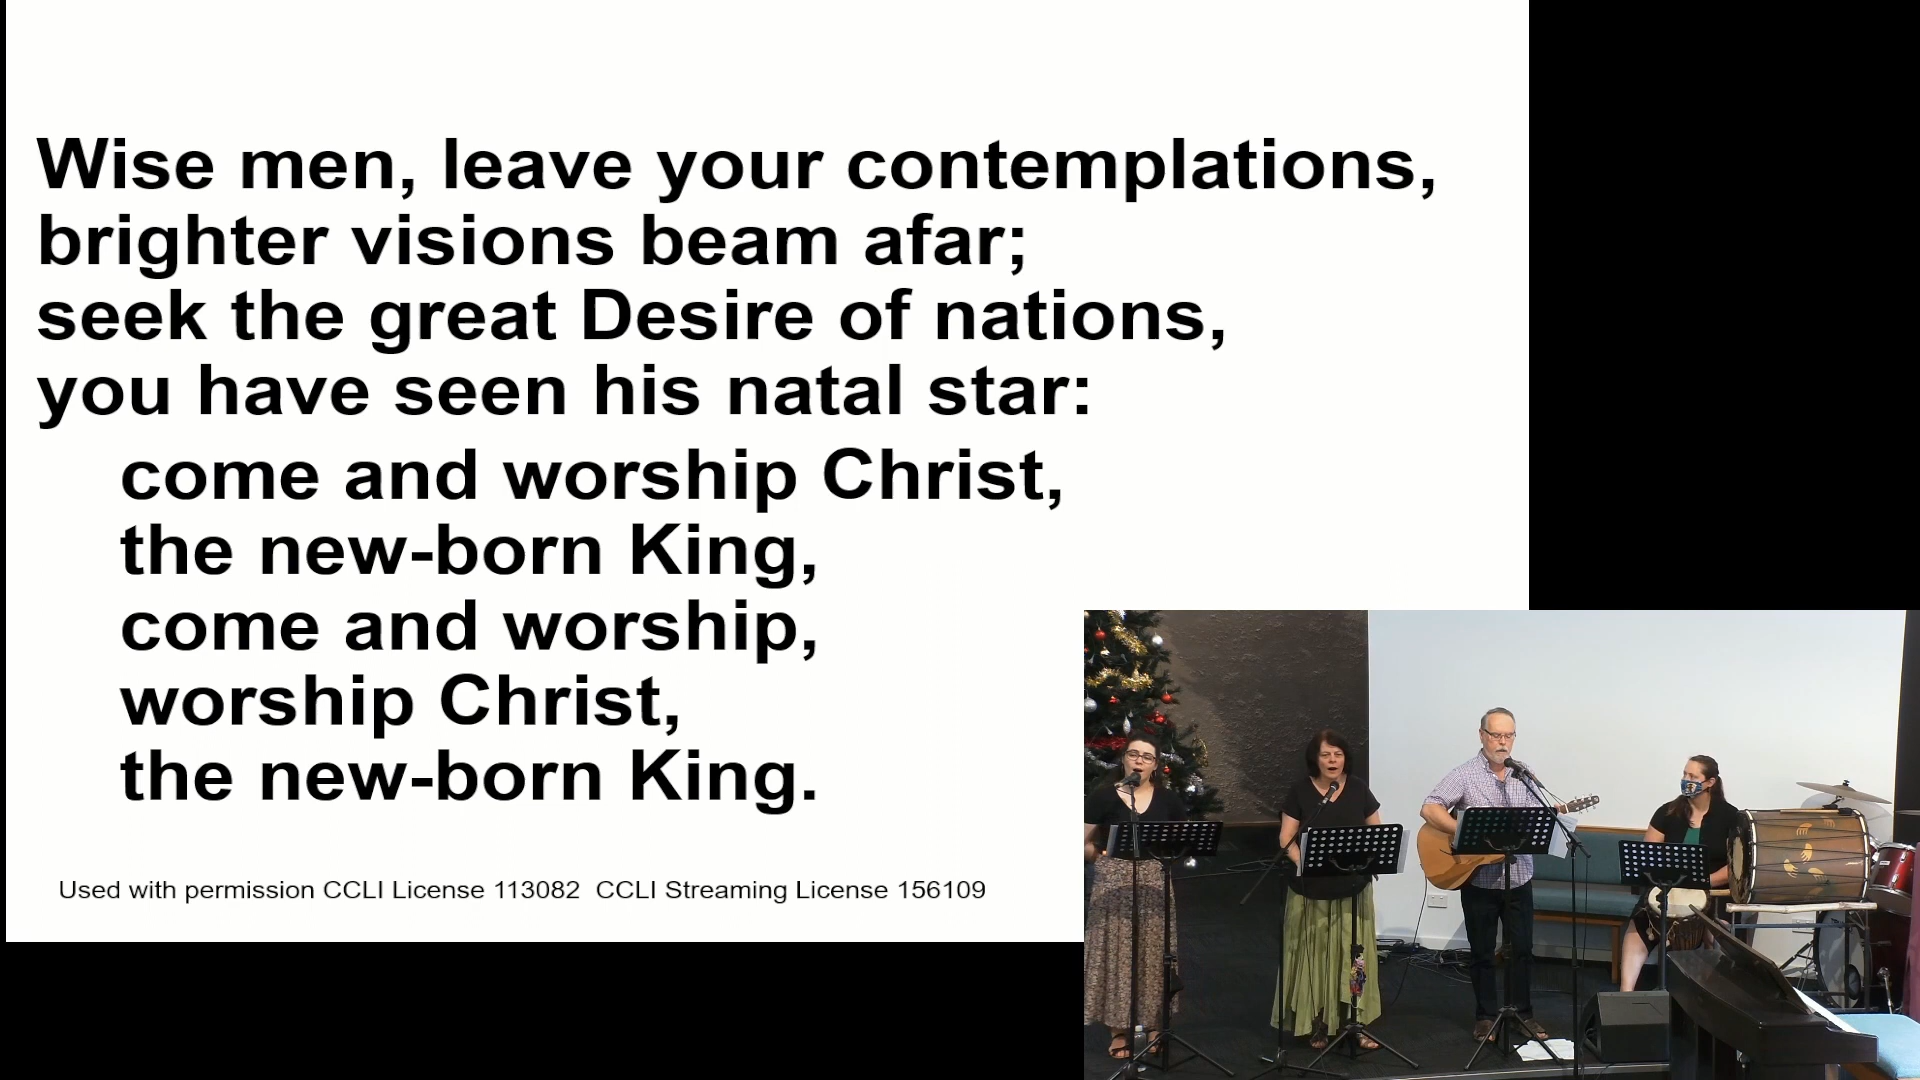 Wise men, leave your contemplations,
brighter visions beam afar;
seek the great Desire of nations,
you have seen his natal star:
come and worship Christ,
the new-born King,
come and worship,
worship Christ,
the new-born King.
Used with permission CCLI License 113082  CCLI Streaming License 156109